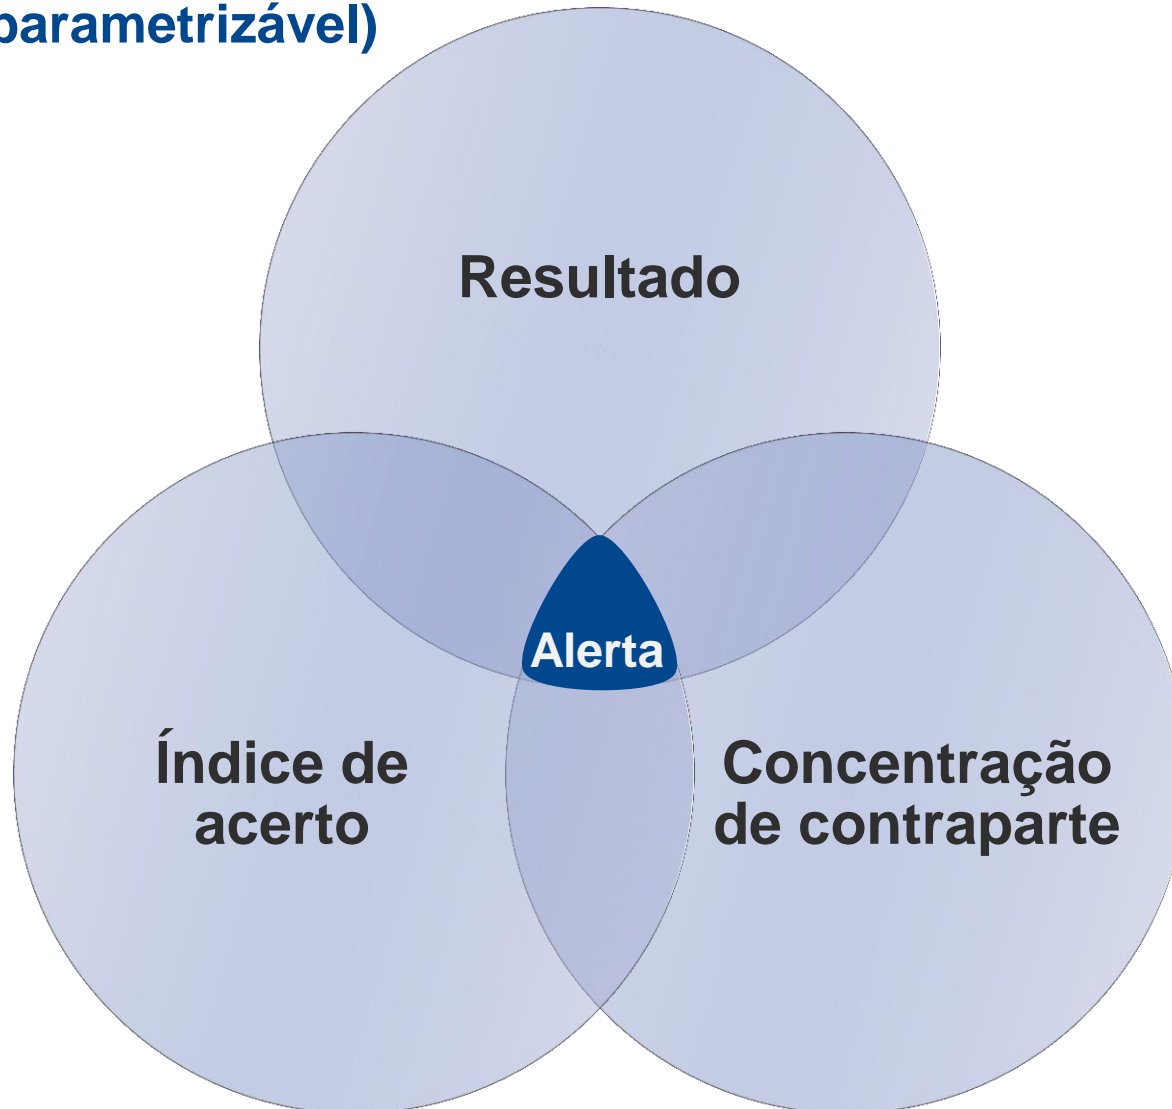 parametrizável)
Resultado
Alerta
Índice de
acerto
Concentração
de contraparte